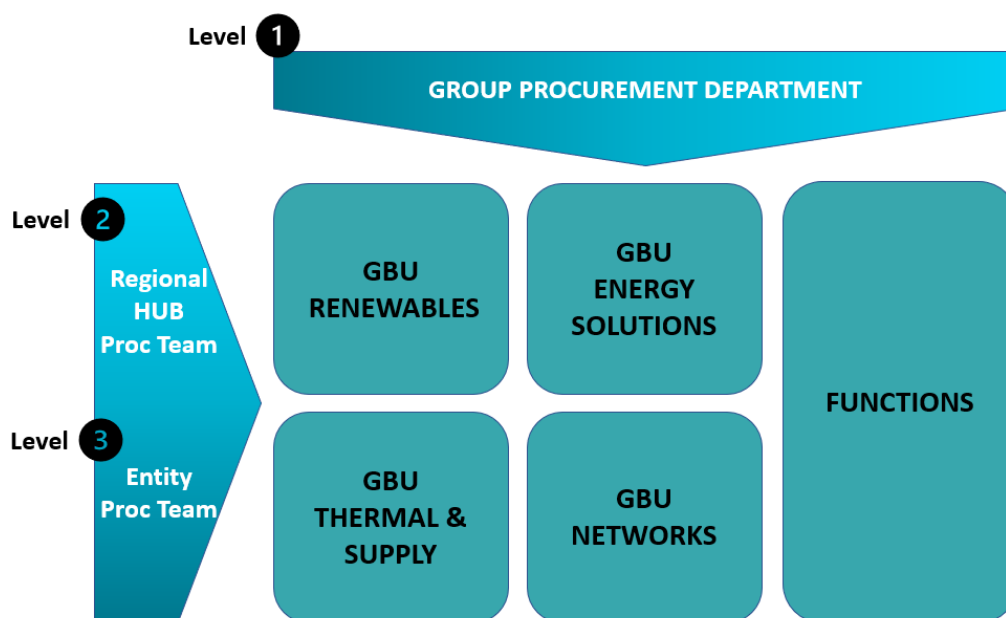 Level 1
GROUP PROCUREMENT DEPARTMENT
Level 2
Regional
HUB
Proc Team
Level 3
Entity
Proc Team
GBU
RENEWABLES
GBU
ENERGY
SOLUTIONS
FUNCTIONS
GBU
THERMAL &
SUPPLY
GBU
NETWORKS